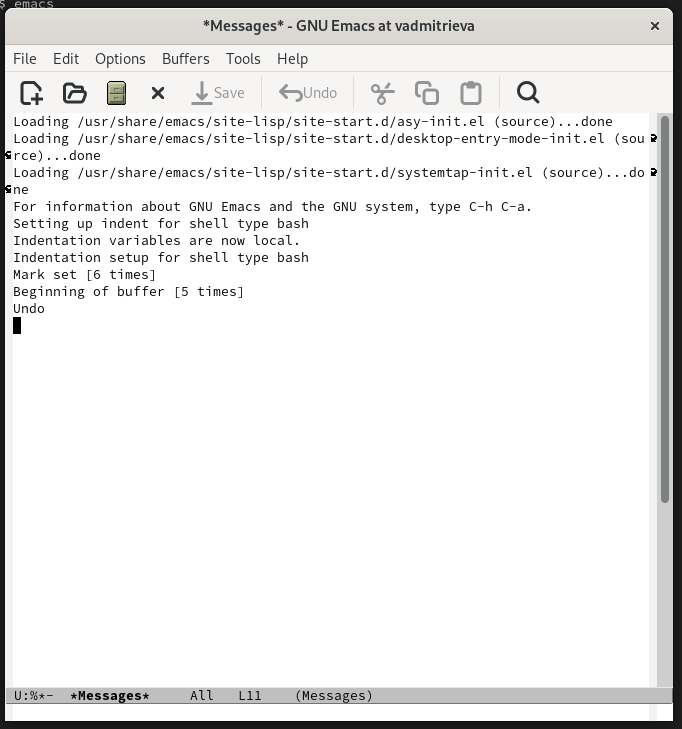 $ emacs
*Messages* - GNU Emacs at vadmitrieva
File Edit Options Buffers Tools Help
Save Undo
Loading /usr/share/emacs/site-lisp/site-start.d/asy-init.el (source)...done
Loading /usr/share/emacs/site-lisp/site-start.d/desktop-entry-mode-init.el (sou
rce)...done
Loading /usr/share/emacs/site-lisp/site-start.d/systemtap-init.el (source)...do
ne
For information about GNU Emacs and the GNU system, type C-h C-a.
Setting up indent for shell type bash
Indentation variables are now local.
Indentation setup for shell type bash
Mark set [6 times]
Beginning of buffer [5 times]
Undo
U:%*-  *Messages*     All   L11    (Messages)